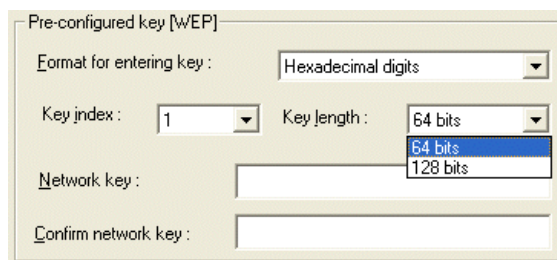 Pre-configured key [WEP]
Format for entering key :
Hexadecimal digits
Key index :
1
Key length :
64 bits
64 bits
128 bits
Network key :
Confirm network key :